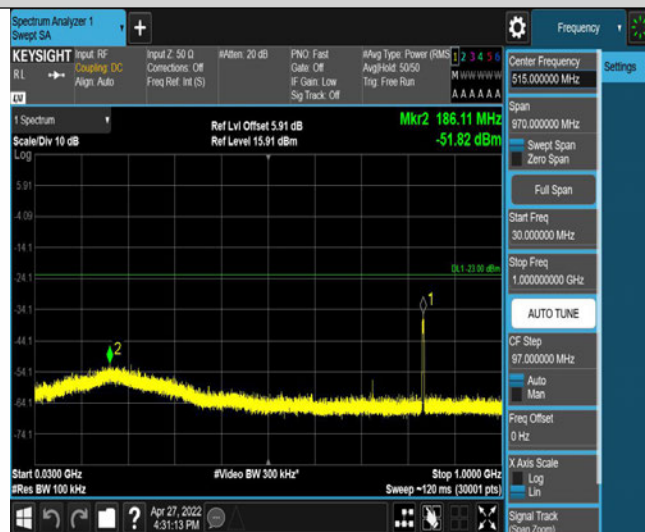 Spectrum Analyzer 1
Swept SA
+
Frequency
KEYSIGHT
RL
LXI
Input: RF
Coupling: DC
Align: Auto
Input Z: 50 Ω
Corrections: Off
Freq Ref: Int (S)
#Atten: 20 dB
PNO: Fast
Gate: Off
IF Gain: Low
Sig Track: Off
#Avg Type: Power (RMS
Avg|Hold: 50/50
Trig: Free Run
1 2 3 4 5 6
M W W W W W
A A A A A A
1 Spectrum
Scale/Div 10 dB
Ref Lvl Offset 5.91 dB
Ref Level 15.91 dBm
Mkr2 186.11 MHz
-51.82 dBm
Log
5.91
-4.09
-14.1
-24.1
-34.1
-44.1
-54.1
-64.1
-74.1
DL1 -23.00 dBm
1
2
Start 0.0300 GHz
#Res BW 100 kHz
#Video BW 300 kHz*
Stop 1.0000 GHz
Sweep ~120 ms (30001 pts)
Center Frequency
515.000000 MHz
Settings
Span
970.000000 MHz
Swept Span
Zero Span
Full Span
Start Freq
30.000000 MHz
Stop Freq
1.000000000 GHz
AUTO TUNE
CF Step
97.000000 MHz
Auto
Man
Freq Offset
0 Hz
X Axis Scale
Log
Lin
Signal Track
(Span Zoom)
?
Apr 27, 2022
4:31:13 PM